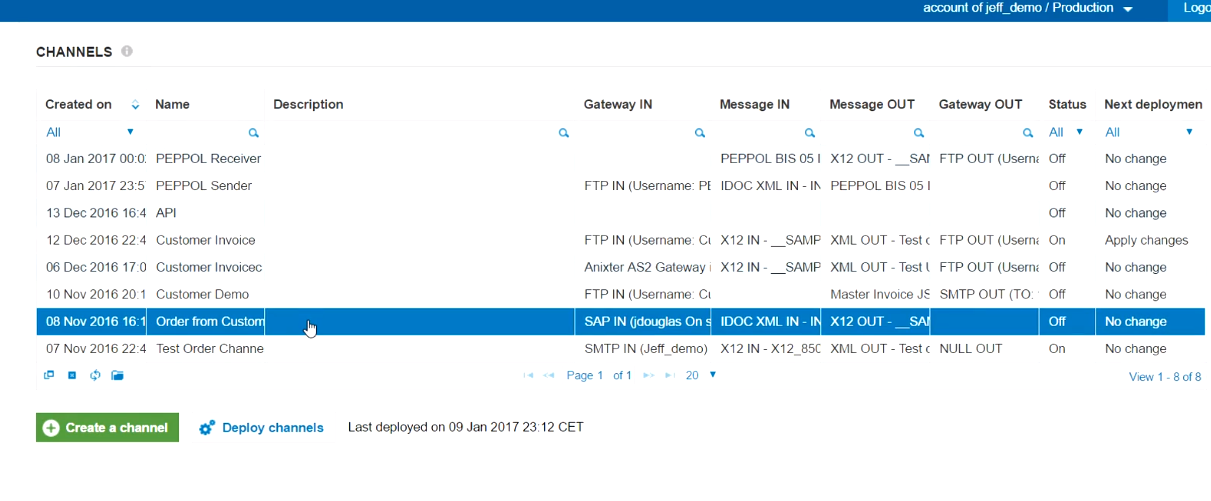 account of jeff_demo / Production Logo
CHANNELS
Created on Name Description Gateway IN Message IN Message OUT Gateway OUT Status Next deploymen
All All All
08 Jan 2017 00:02 PEPPOL Receiver PEPPOL BIS 05 I X12 OUT - __SAM FTP OUT (Userna Off No change
07 Jan 2017 23:5 PEPPOL Sender FTP IN (Username: PE IDOC XML IN - IN PEPPOL BIS 05 I Off No change
13 Dec 2016 16:4 API Off No change
12 Dec 2016 22:4 Customer Invoice FTP IN (Username: Cu X12 IN - __SAMP XML OUT - Test c FTP OUT (Userna On Apply changes
06 Dec 2016 17:0 Customer Invoicec Anixter AS2 Gateway i X12 IN - __SAMP XML OUT - Test U FTP OUT (Userna Off No change
10 Nov 2016 20:1 Customer Demo FTP IN (Username: Cu Master Invoice JS SMTP OUT (TO: Off No change
08 Nov 2016 16:1 Order from Custom SAP IN (jdouglas On s IDOC XML IN - IN X12 OUT - __SAM Off No change
07 Nov 2016 22:4 Test Order Channe SMTP IN (Jeff_demo) X12 IN - X12_850 XML OUT - Test c NULL OUT On No change
Page 1 of 1 20 View 1 - 8 of 8
Create a channel Deploy channels Last deployed on 09 Jan 2017 23:12 CET